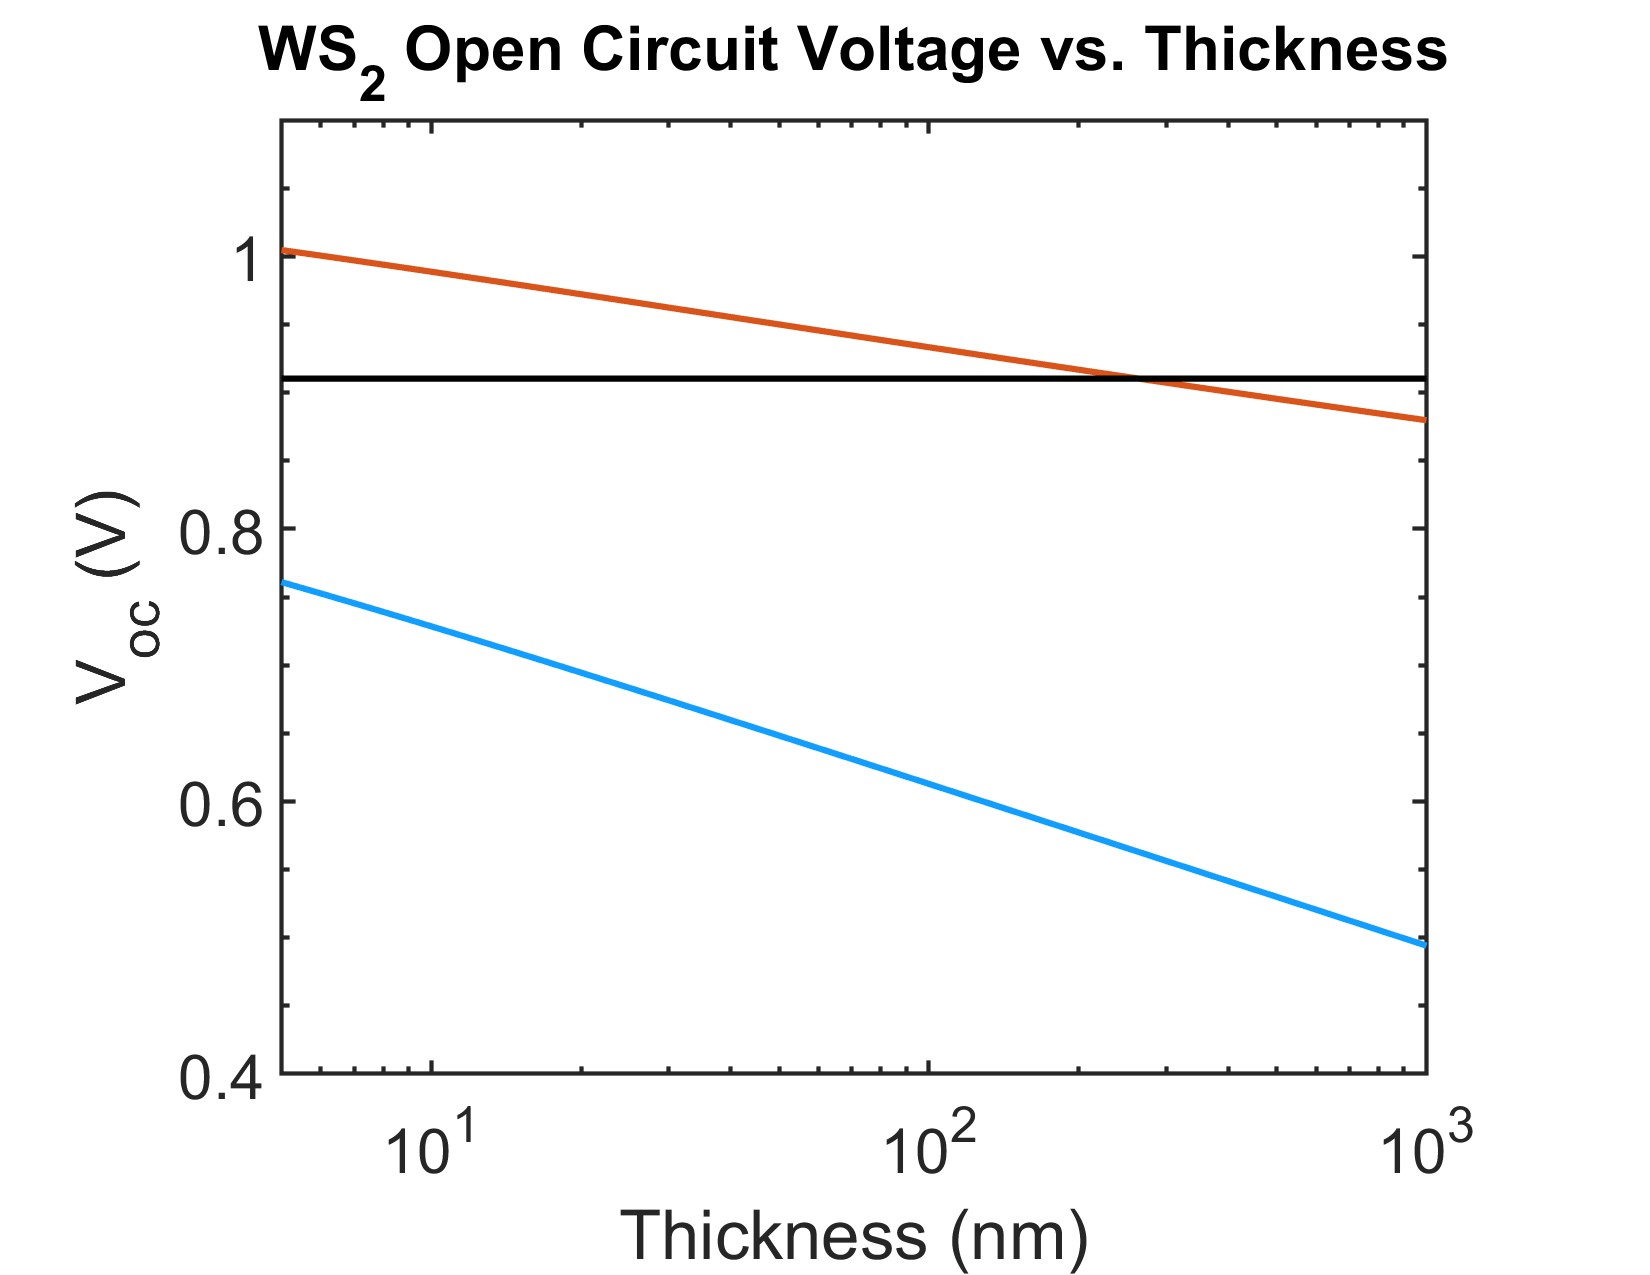 WS2 Open Circuit Voltage vs. Thickness
1
0.8
0.6
0.4
Voc (V)
10^1
10^2
10^3
Thickness (nm)